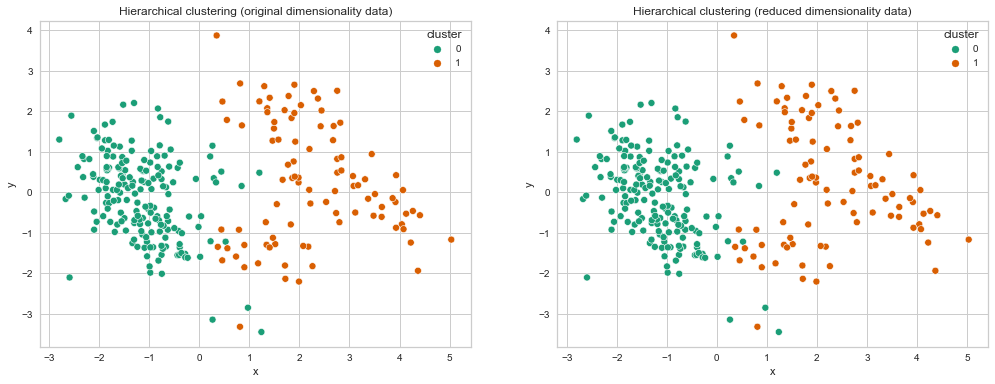 Hierarchical clustering (original dimensionality data)
cluster
0
1
4
3
2
1
0
−1
−2
−3
y
−3 −2 −1 0 1 2 3 4 5
x
Hierarchical clustering (reduced dimensionality data)
cluster
0
1
4
3
2
1
0
−1
−2
−3
y
−3 −2 −1 0 1 2 3 4 5
x